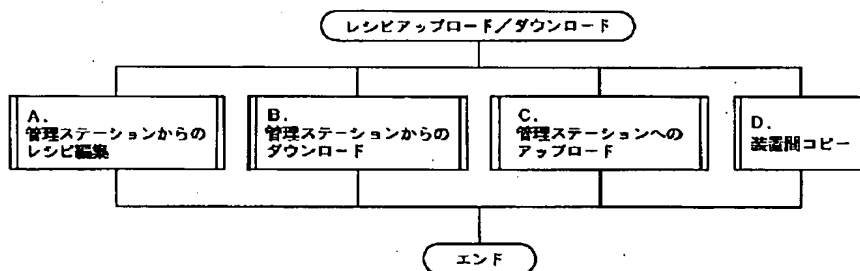 レシピアップロード／ダウンロード
A.
管理ステーションからの
レシピ編集
B.
管理ステーションからの
ダウンロード
C.
管理ステーションへの
アップロード
D.
装置間コピー
エンド